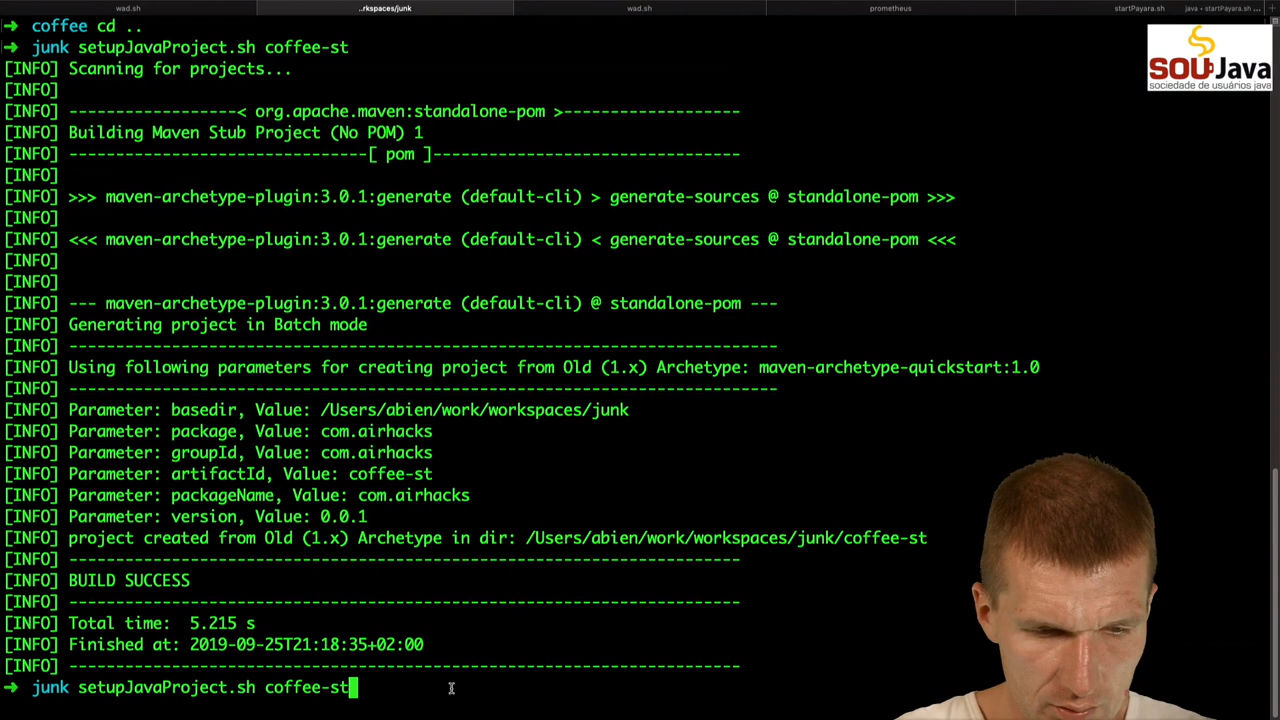 wad.sh
..rkspaces/junk
wad.sh
prometheus
startPayara.sh
java • startPayara.sh ...
➜ coffee cd ..
➜ junk setupJavaProject.sh coffee-st
[INFO] Scanning for projects...
[INFO]
[INFO] ------------------< org.apache.maven:standalone-pom >-------------------
[INFO] Building Maven Stub Project (No POM) 1
[INFO] --------------------------------[ pom ]---------------------------------
[INFO]
[INFO] >>> maven-archetype-plugin:3.0.1:generate (default-cli) > generate-sources @ standalone-pom >>>
[INFO]
[INFO] <<< maven-archetype-plugin:3.0.1:generate (default-cli) < generate-sources @ standalone-pom <<<
[INFO]
[INFO]
[INFO] --- maven-archetype-plugin:3.0.1:generate (default-cli) @ standalone-pom ---
[INFO] Generating project in Batch mode
[INFO] ----------------------------------------------------------------------------
[INFO] Using following parameters for creating project from Old (1.x) Archetype: maven-archetype-quickstart:1.0
[INFO] ----------------------------------------------------------------------------
[INFO] Parameter: basedir, Value: /Users/abien/work/workspaces/junk
[INFO] Parameter: package, Value: com.airhacks
[INFO] Parameter: groupId, Value: com.airhacks
[INFO] Parameter: artifactId, Value: coffee-st
[INFO] Parameter: packageName, Value: com.airhacks
[INFO] Parameter: version, Value: 0.0.1
[INFO] project created from Old (1.x) Archetype in dir: /Users/abien/work/workspaces/junk/coffee-st
[INFO] ------------------------------------------------------------------------
[INFO] BUILD SUCCESS
[INFO] ------------------------------------------------------------------------
[INFO] Total time:  5.215 s
[INFO] Finished at: 2019-09-25T21:18:35+02:00
[INFO] ------------------------------------------------------------------------
➜ junk setupJavaProject.sh coffee-st
SOUJava
sociedade de usuários java